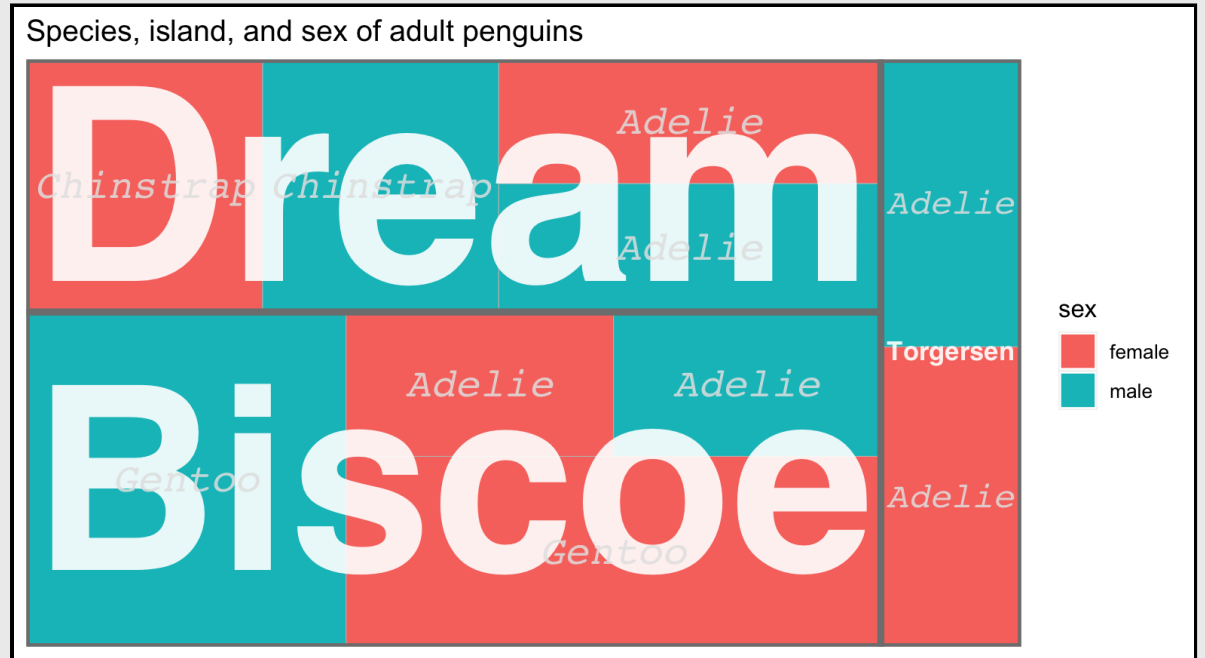 Species, island, and sex of adult penguins
Dream
Chinstrap
Chinstrap
Adelie
Adelie
Adelie
Torgersen
Adelie
Biscoe
Gentoo
Adelie
Adelie
Gentoo
sex
female
male